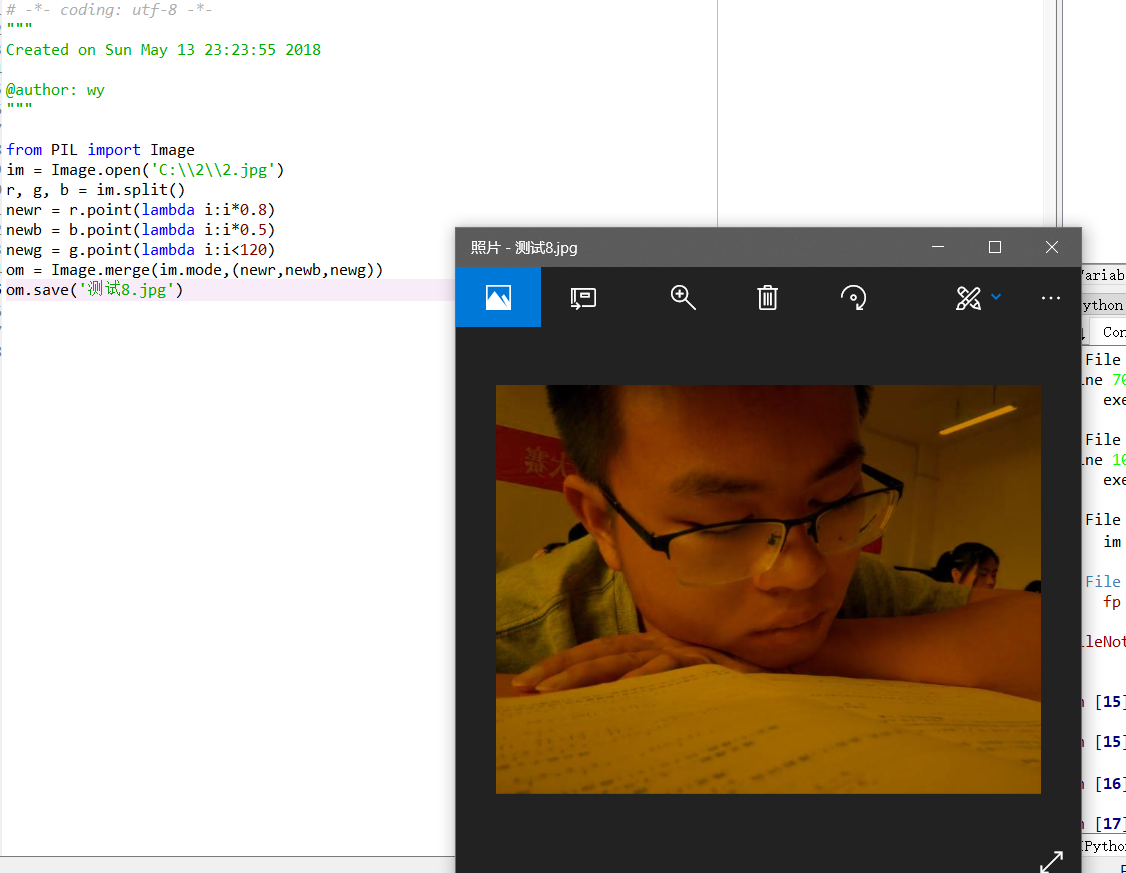 # -*- coding: utf-8 -*-
"""
Created on Sun May 13 23:23:55 2018
@author: wy
"""
from PIL import Image
im = Image.open('C:\\2\\2.jpg')
r, g, b = im.split()
newr = r.point(lambda i:i*0.8)
newb = b.point(lambda i:i*0.5)
newg = g.point(lambda i:i<120)
om = Image.merge(im.mode,(newr,newb,newg))
om.save('测试8.jpg')
照片 - 测试8.jpg
大赛
File
exe
File
exe
File
im
File
fp
[15]
[15]
[16]
[17]